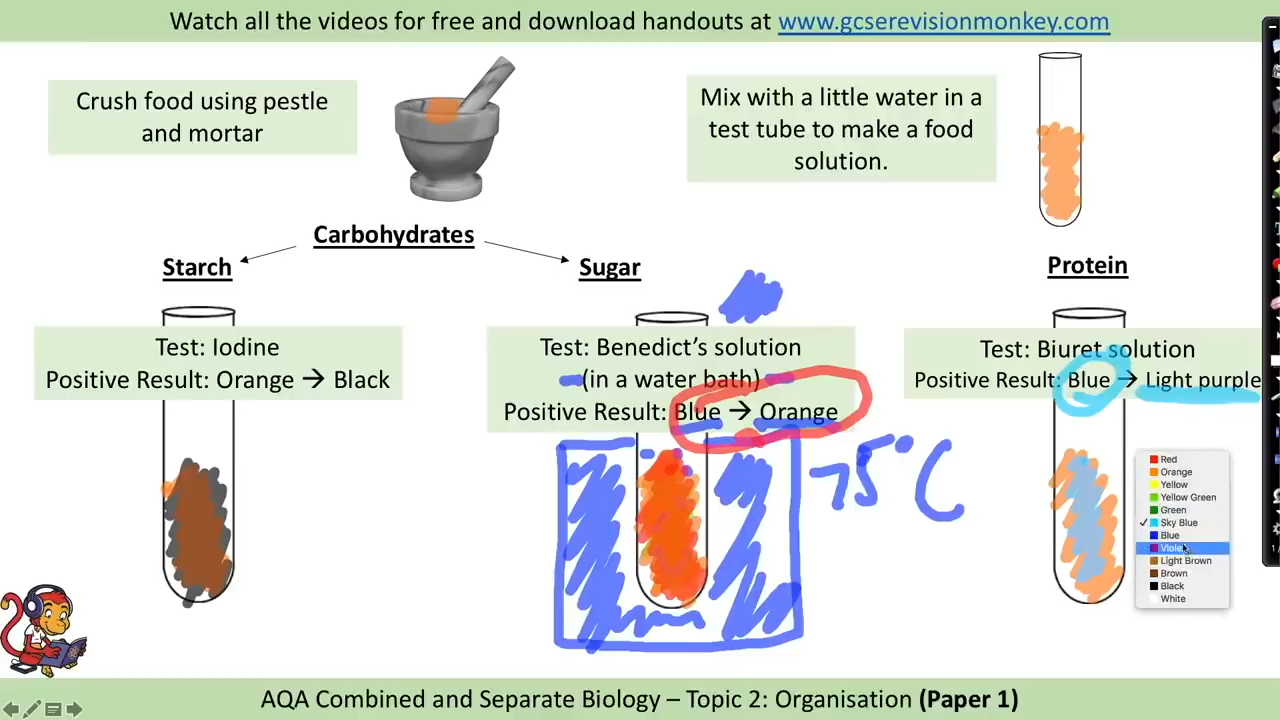 Watch all the videos for free and download handouts at www.gcserevisionmonkey.com
Crush food using pestle
and mortar
Mix with a little water in a
test tube to make a food
solution.
Carbohydrates
Starch
Sugar
Protein
Test: Iodine
Positive Result: Orange → Black
Test: Benedict’s solution
(in a water bath)
Positive Result: Blue → Orange
Test: Biuret solution
Positive Result: Blue → Light purple
75°C
Red
Orange
Yellow
Yellow Green
Green
✓ Sky Blue
Blue
Violet
Light Brown
Brown
Black
White
AQA Combined and Separate Biology – Topic 2: Organisation (Paper 1)